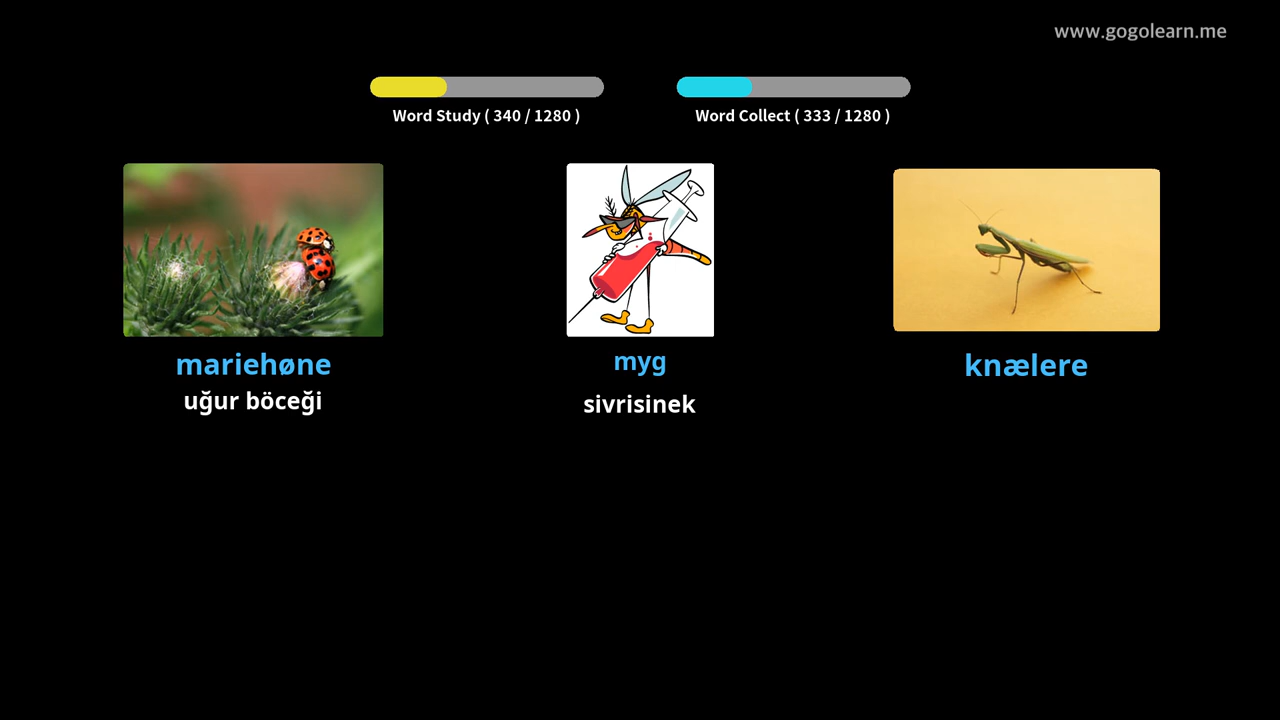 www.gogolearn.me
Word Study ( 340 / 1280 )
Word Collect ( 333 / 1280 )
mariehøne
uğur böceği
myg
sivrisinek
knælere